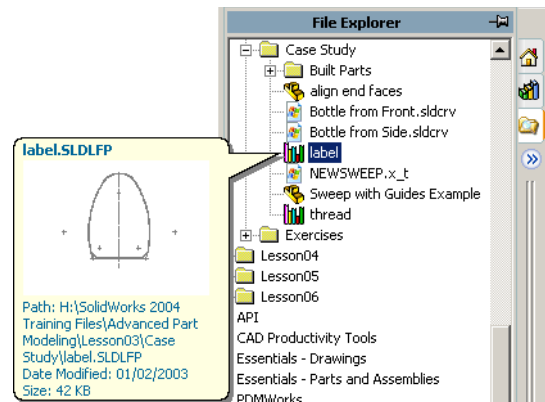 File Explorer
Case Study
Built Parts
align end faces
Bottle from Front.sldcrv
Bottle from Side.sldcrv
label
NEWSWEEP.x_t
Sweep with Guides Example
thread
Exercises
Lesson04
Lesson05
Lesson06
API
CAD Productivity Tools
Essentials - Drawings
Essentials - Parts and Assemblies
PDMWorks
label.SLDLFP
Path: H:\SolidWorks 2004
Training Files\Advanced Part
Modeling\Lesson03\Case
Study\label.SLDLFP
Date Modified: 01/02/2003
Size: 42 KB